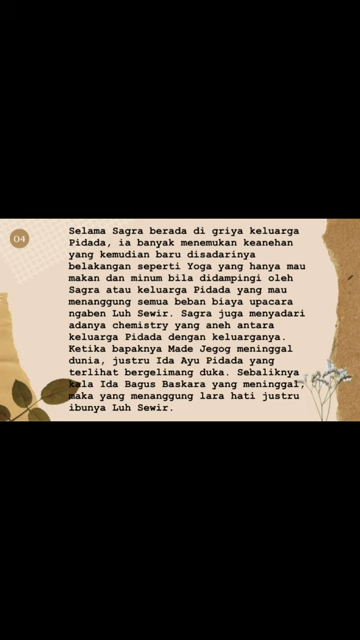 04
Selama Sagra berada di griya keluarga
Pidada, ia banyak menemukan keanehan
yang kemudian baru disadarinya
belakangan seperti Yoga yang hanya mau
makan dan minum bila didampingi oleh
Sagra atau keluarga Pidada yang mau
menanggung semua beban biaya upacara
ngaben Luh Sewir. Sagra juga menyadari
adanya chemistry yang aneh antara
keluarga Pidada dengan keluarganya.
Ketika bapaknya Made Jegog meninggal
dunia, justru Ida Ayu Pidada yang
terlihat bergelimang duka. Sebaliknya
kala Ida Bagus Baskara yang meninggal,
maka yang menanggung lara hati justru
ibunya Luh Sewir.